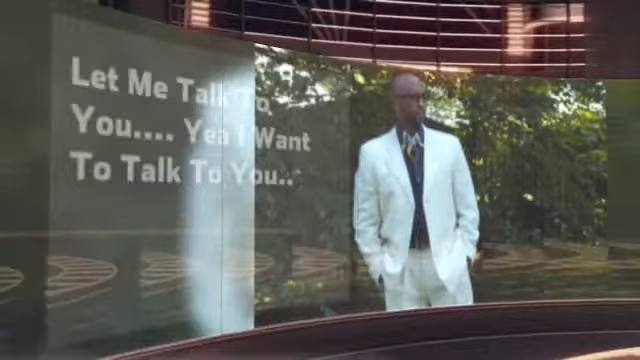 Let Me Talk To
You.... Yea I Want
To Talk To You..